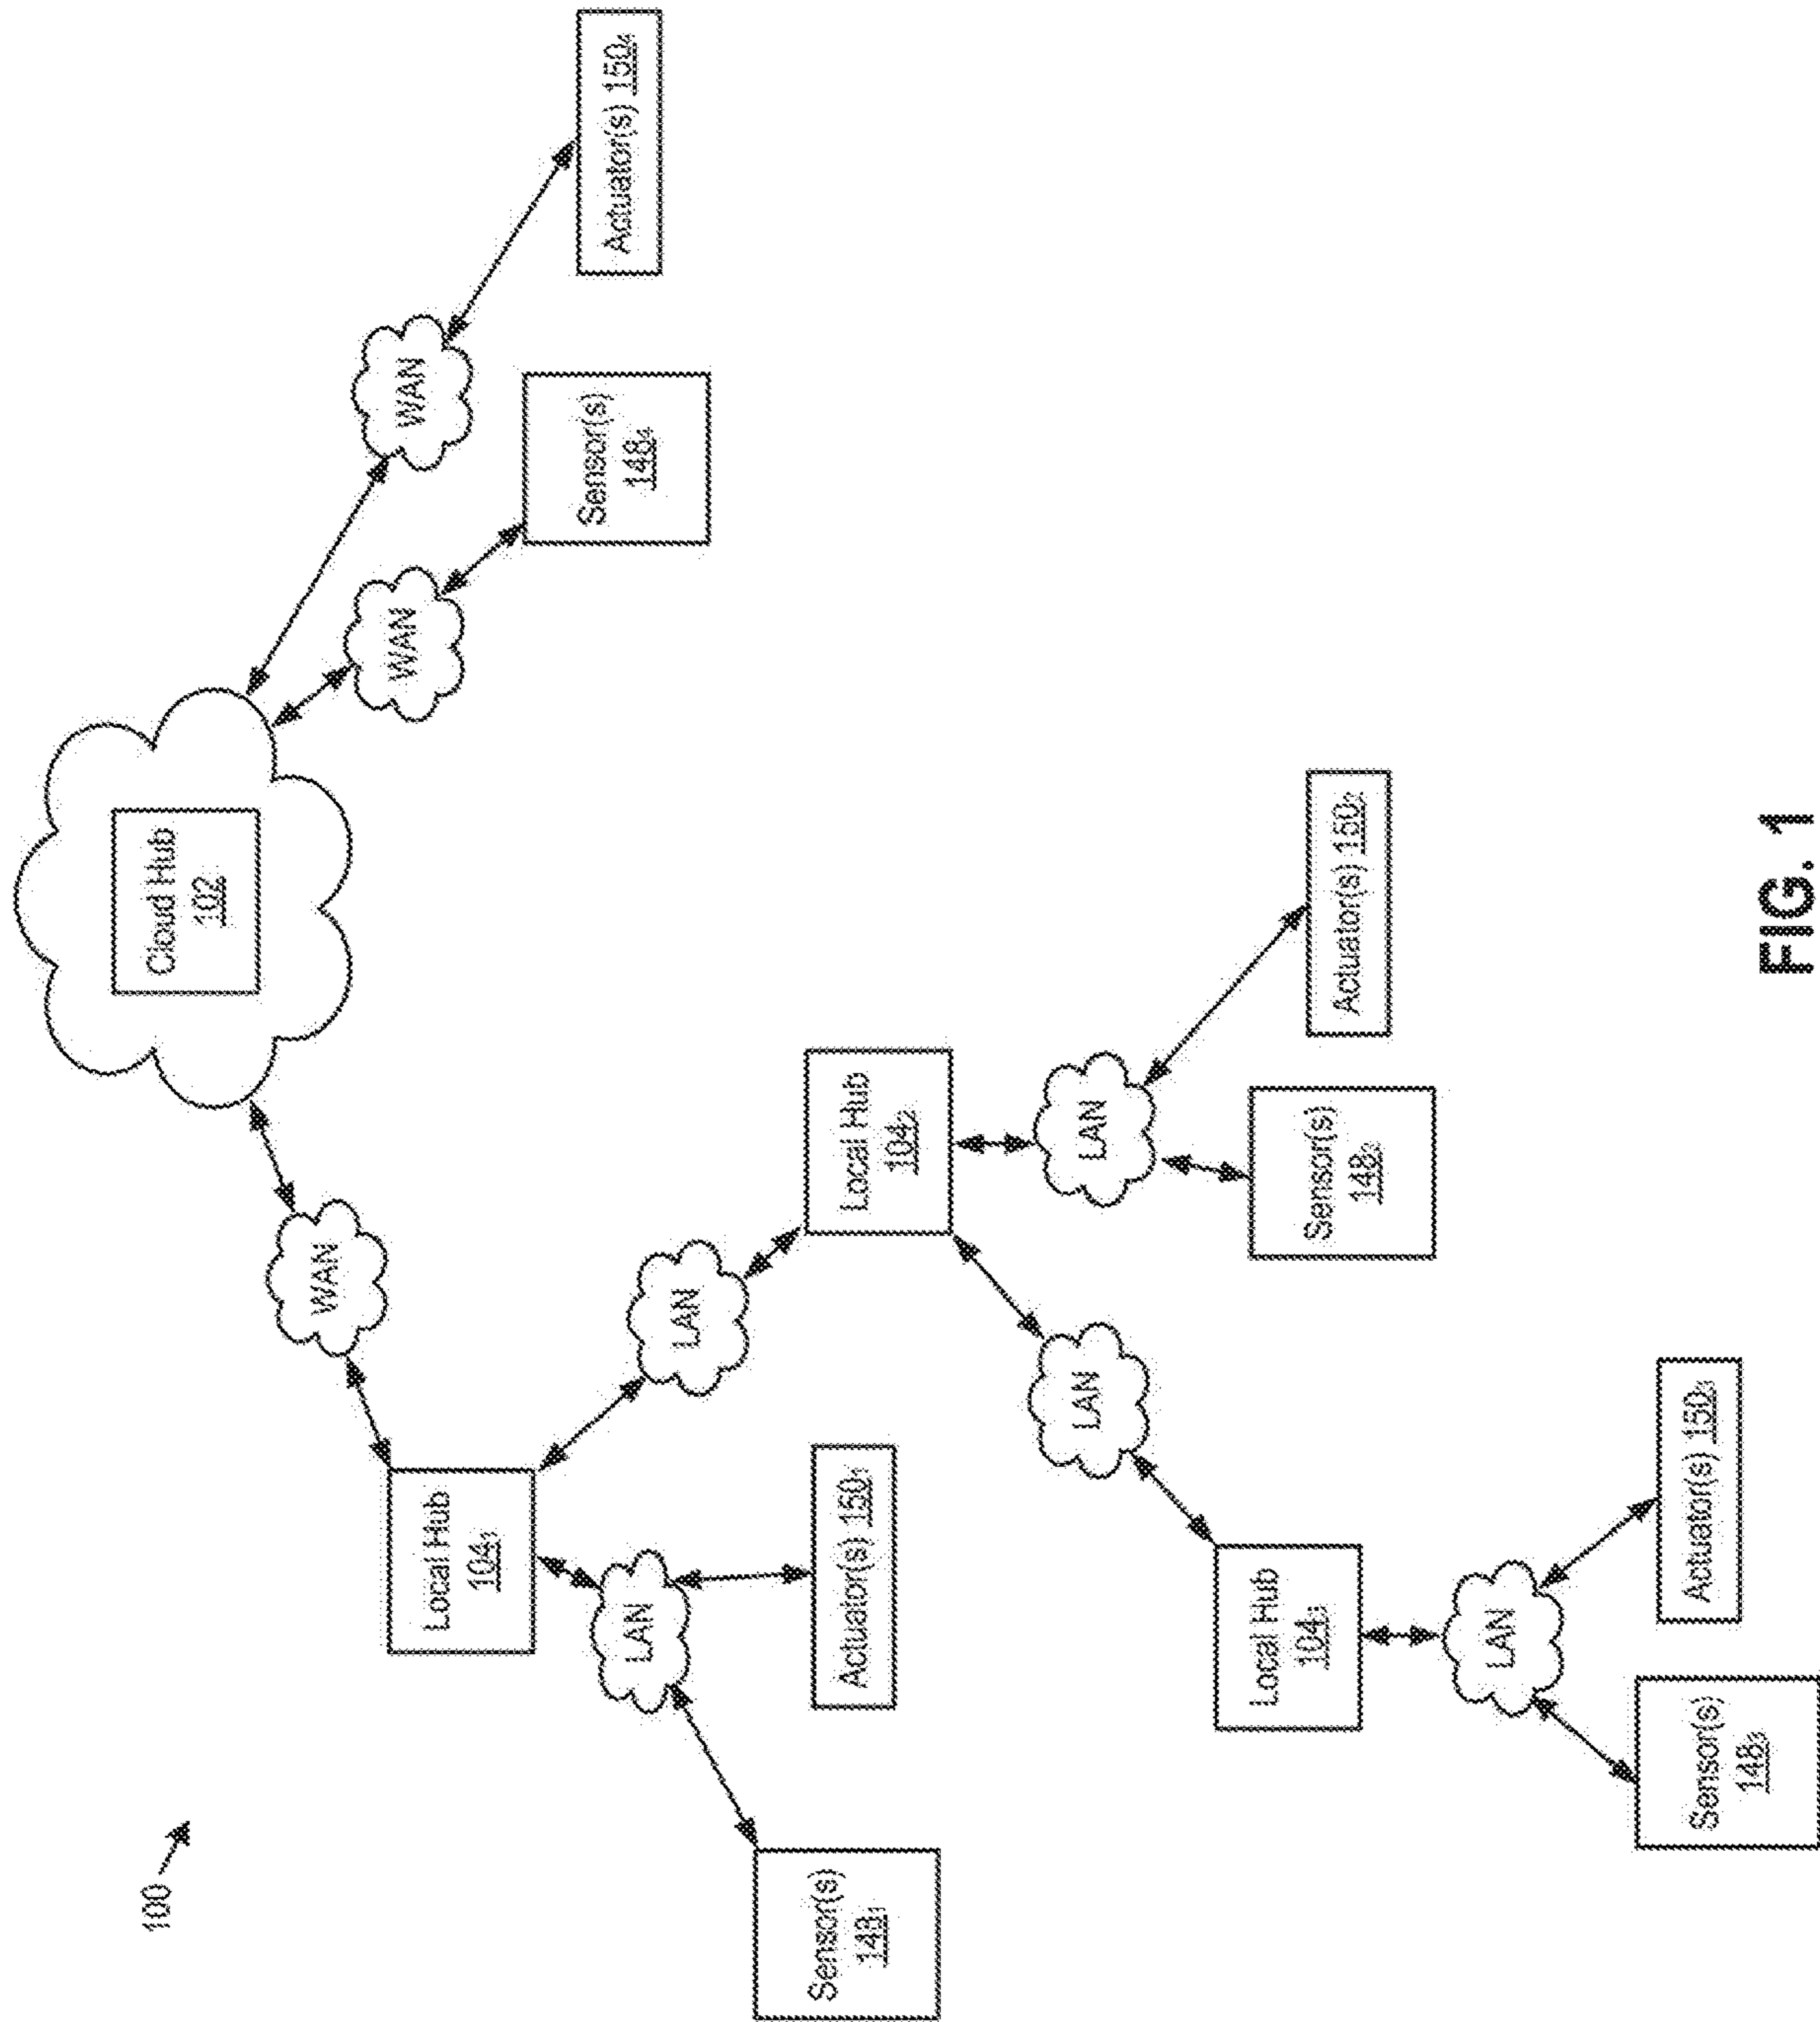 100
Cloud Hub
102
WAN
WAN
WAN
Actuator(s) 150₄
Sensor(s)
148₄
Local Hub
104₁
LAN
LAN
Sensor(s)
148₁
Actuator(s) 150₁
Local Hub
104₂
LAN
LAN
Sensor(s)
148₂
Actuator(s) 150₂
Local Hub
104₃
LAN
Sensor(s)
148₃
Actuator(s) 150₃
FIG. 1